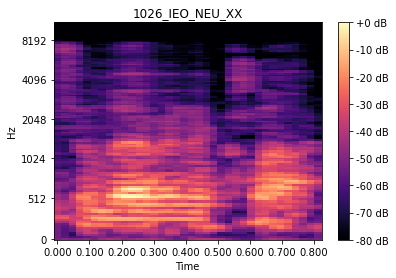 1026_IEO_NEU_XX
+0 dB
8192
-10 dB
4096
-20 dB
-30 dB
2048
Hz
-40 dB
1024
-50 dB
512
-60 dB
-70 dB
0
-80 dB
0.000 0.100 0.200 0.300 0.400 0.500 0.600 0.700 0.800
Time